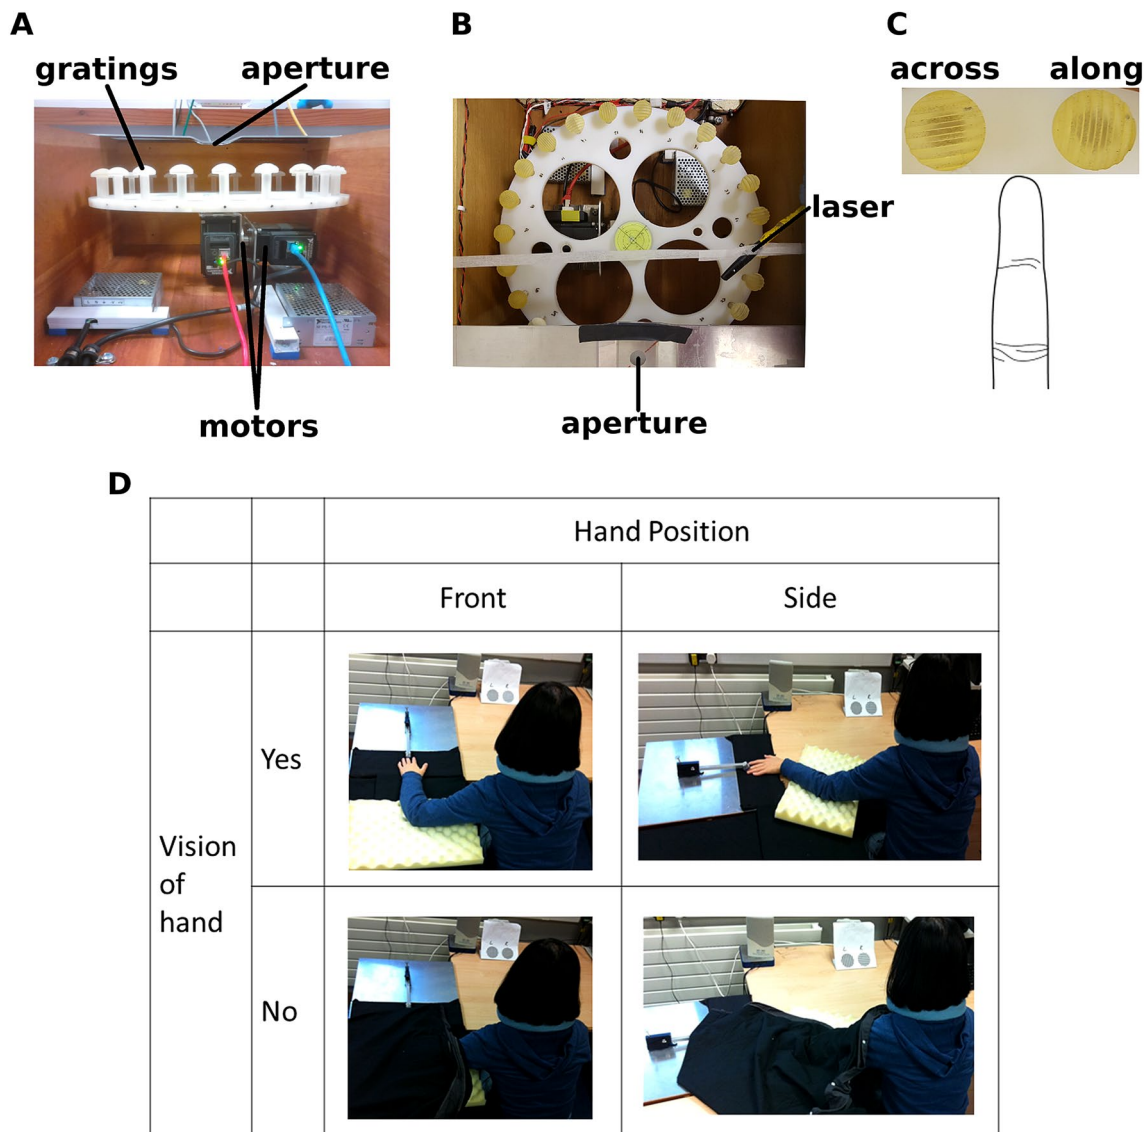 A
B
C
gratings
aperture
across
along
laser
motors
aperture
D
Hand Position
Front
Side
Vision
of
hand
Yes
No